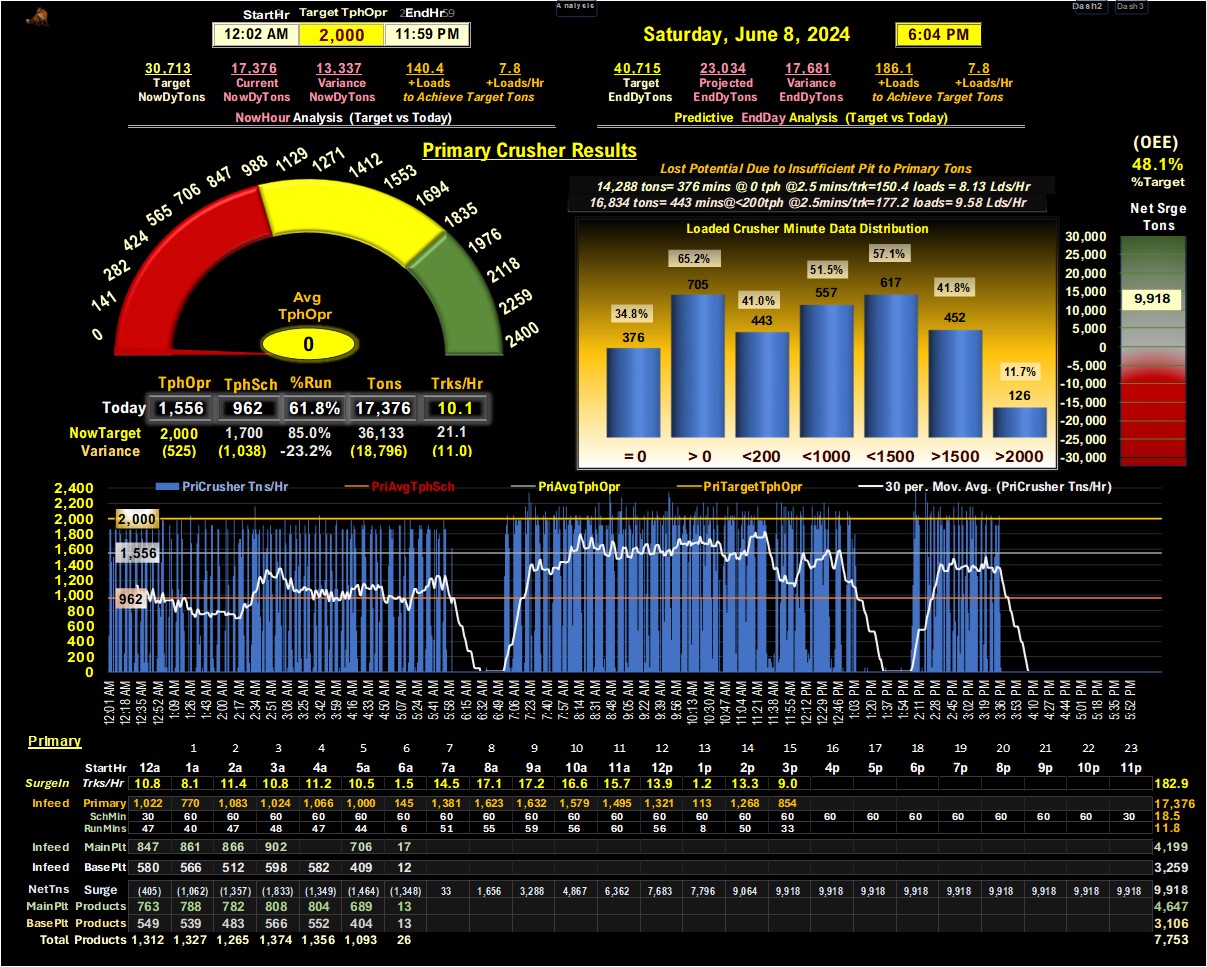 Analysis
Dash2 Dash3
StartHr Target TphOpr EndHr
12:02 AM 2,000 11:59 PM
Saturday, June 8, 2024 6:04 PM
30,713 17,376 13,337 140.4 7.8
Target Current Variance +Loads +Loads/Hr
NowDyTons NowDyTons NowDyTons to Achieve Target Tons
NowHour Analysis (Target vs Today)
40,715 23,034 17,681 186.1 7.8
Target Projected Variance +Loads +Loads/Hr
EndDyTons EndDyTons EndDyTons to Achieve Target Tons
Predictive EndDay Analysis (Target vs Today)
Primary Crusher Results
0 141 282 424 565 706 847 988 1129 1271 1412 1553 1694 1835 1976 2118 2259 2400
Avg
TphOpr
0
TphOpr TphSch %Run Tons Trks/Hr
Today 1,556 962 61.8% 17,376 10.1
NowTarget 2,000 1,700 85.0% 36,133 21.1
Variance (525) (1,038) -23.2% (18,796) (11.0)
Lost Potential Due to Insufficient Pit to Primary Tons
14,288 tons= 376 mins @ 0 tph @2.5 mins/trk=150.4 loads = 8.13 Lds/Hr
16,834 tons= 443 mins@<200tph @2.5mins/trk=177.2 loads= 9.58 Lds/Hr
Loaded Crusher Minute Data Distribution
34.8% 65.2% 41.0% 51.5% 57.1% 41.8% 11.7%
376 705 443 557 617 452 126
= 0 > 0 <200 <1000 <1500 >1500 >2000
(OEE)
48.1%
%Target
Net Srge
Tons
30,000
25,000
20,000
15,000
9,918
10,000
5,000
0
-5,000
-10,000
-15,000
-20,000
-25,000
-30,000
PriCrusher Tns/Hr PriAvgTphSch PriAvgTphOpr PriTargetTphOpr 30 per. Mov. Avg. (PriCrusher Tns/Hr)
2,400
2,200
2,000 2,000
1,800
1,600 1,556
1,400
1,200
1,000 962
800
600
400
200
0
12:01 AM 12:18 AM 12:35 AM 12:52 AM 1:09 AM 1:26 AM 1:43 AM 2:00 AM 2:17 AM 2:34 AM 2:51 AM 3:08 AM 3:25 AM 3:42 AM 3:59 AM 4:16 AM 4:33 AM 4:50 AM 5:07 AM 5:24 AM 5:41 AM 5:58 AM 6:15 AM 6:32 AM 6:49 AM 7:06 AM 7:23 AM 7:40 AM 7:57 AM 8:14 AM 8:31 AM 8:48 AM 9:05 AM 9:22 AM 9:39 AM 9:56 AM 10:13 AM 10:30 AM 10:47 AM 11:04 AM 11:21 AM 11:38 AM 11:55 AM 12:12 PM 12:29 PM 12:46 PM 1:03 PM 1:20 PM 1:37 PM 1:54 PM 2:11 PM 2:28 PM 2:45 PM 3:02 PM 3:19 PM 3:36 PM 3:53 PM 4:10 PM 4:27 PM 4:44 PM 5:01 PM 5:18 PM 5:35 PM 5:52 PM
Primary
1 2 3 4 5 6 7 8 9 10 11 12 13 14 15 16 17 18 19 20 21 22 23
StartHr 12a 1a 2a 3a 4a 5a 6a 7a 8a 9a 10a 11a 12p 1p 2p 3p 4p 5p 6p 7p 8p 9p 10p 11p
SurgeIn Trks/Hr 10.8 8.1 11.4 10.8 11.2 10.5 1.5 14.5 17.1 17.2 16.6 15.7 13.9 1.2 13.3 9.0 182.9
Infeed Primary 1,022 770 1,083 1,024 1,066 1,000 145 1,381 1,623 1,632 1,579 1,495 1,321 113 1,268 854 17,376
SchMin 30 60 60 60 60 60 60 60 60 60 60 60 60 60 60 60 60 60 60 60 60 60 60 30 18.5
RunMins 47 40 47 48 47 44 6 51 55 59 56 60 56 8 50 33 11.8
Infeed MainPlt 847 861 866 902 706 17 4,199
Infeed BasePlt 580 566 512 598 582 409 12 3,259
NetTns Surge (405) (1,062) (1,357) (1,833) (1,349) (1,464) (1,348) 33 1,656 3,288 4,867 6,362 7,683 7,796 9,064 9,918 9,918 9,918 9,918 9,918 9,918 9,918 9,918 9,918 9,918
MainPlt Products 763 788 782 808 804 689 13 4,647
BasePlt Products 549 539 483 566 552 404 13 3,106
Total Products 1,312 1,327 1,265 1,374 1,356 1,093 26 7,753